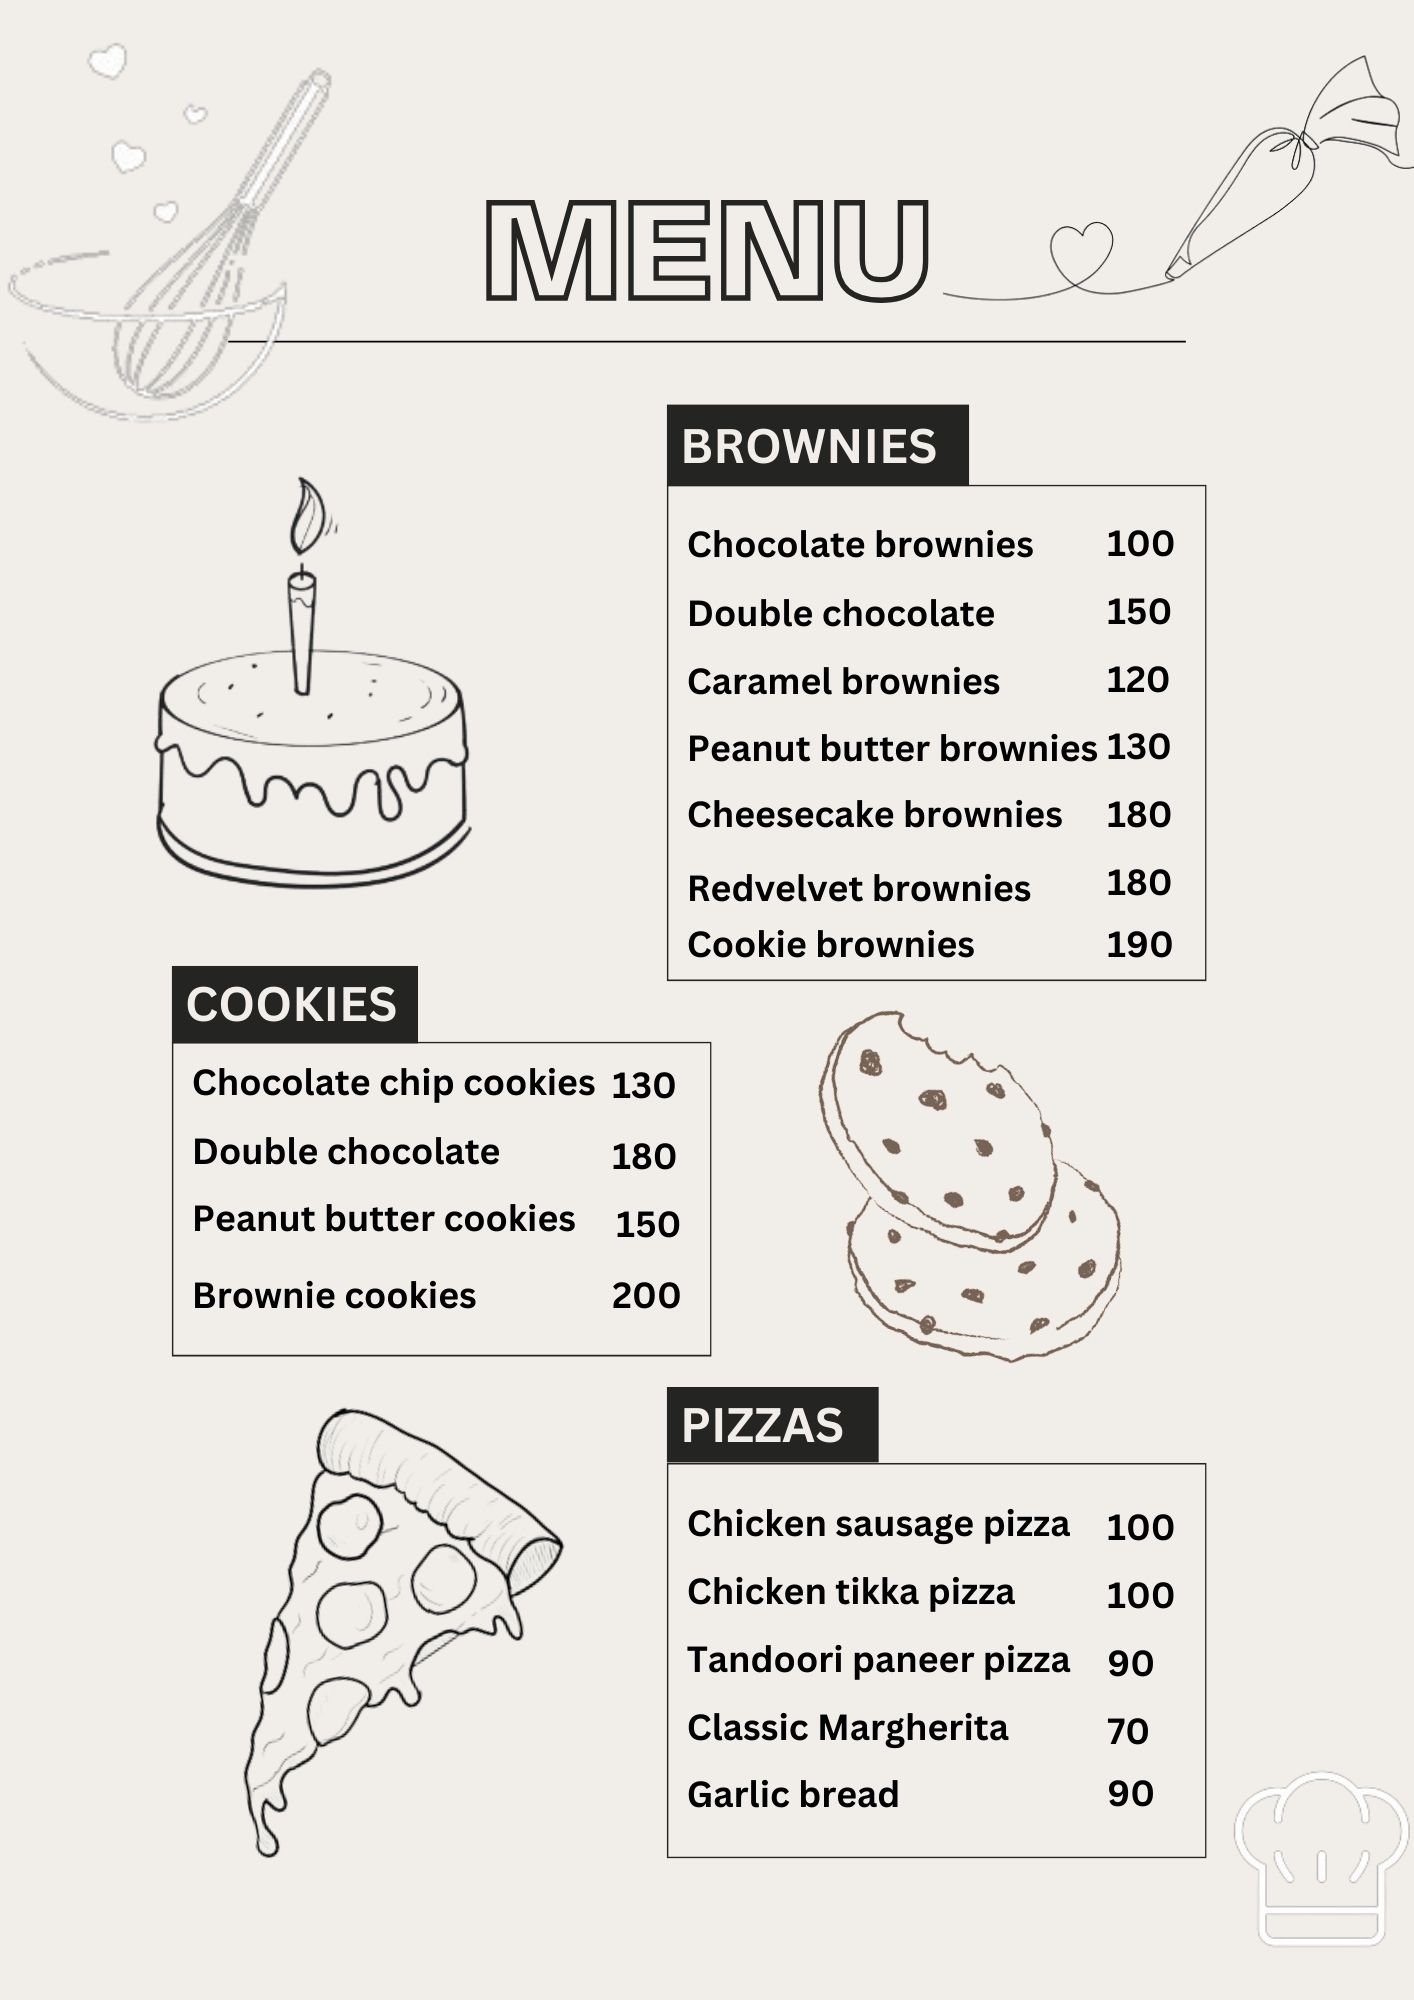 MENU
BROWNIES
Chocolate brownies 100
Double chocolate 150
Caramel brownies 120
Peanut butter brownies 130
Cheesecake brownies 180
Redvelvet brownies 180
Cookie brownies 190
COOKIES
Chocolate chip cookies 130
Double chocolate 180
Peanut butter cookies 150
Brownie cookies 200
PIZZAS
Chicken sausage pizza 100
Chicken tikka pizza 100
Tandoori paneer pizza 90
Classic Margherita 70
Garlic bread 90